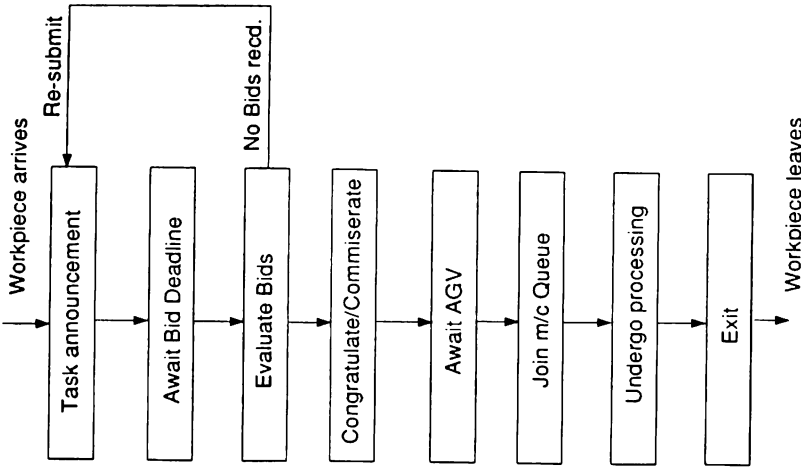 Workpiece arrives
Re-submit
Task announcement
Await Bid Deadline
No Bids recd.
Evaluate Bids
Congratulate/Commiserate
Await AGV
Join m/c Queue
Undergo processing
Exit
Workpiece leaves